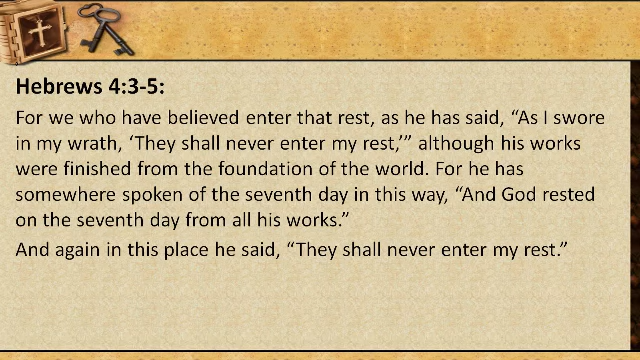 Hebrews 4:3-5:
For we who have believed enter that rest, as he has said, “As I swore
in my wrath, ‘They shall never enter my rest,’” although his works
were finished from the foundation of the world. For he has
somewhere spoken of the seventh day in this way, “And God rested
on the seventh day from all his works.”
And again in this place he said, “They shall never enter my rest.”